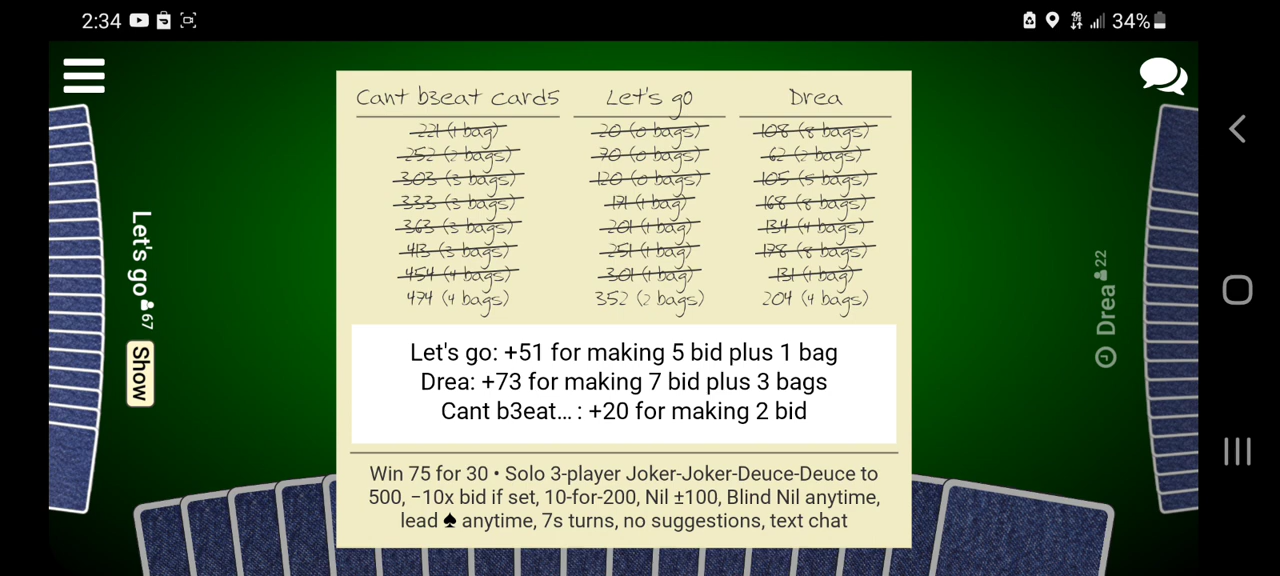 2:34
34%
Cant b3eat card5 Let's go Drea
221 (1 bag) 20 (0 bags) 108 (8 bags)
252 (2 bags) 70 (0 bags) 62 (2 bags)
303 (3 bags) 120 (0 bags) 105 (5 bags)
333 (3 bags) 171 (1 bag) 168 (8 bags)
363 (3 bags) 201 (1 bag) 134 (4 bags)
413 (3 bags) 251 (1 bag) 178 (8 bags)
454 (4 bags) 301 (1 bag) 131 (1 bag)
474 (4 bags) 352 (2 bags) 204 (4 bags)
Let's go: +51 for making 5 bid plus 1 bag
Drea: +73 for making 7 bid plus 3 bags
Cant b3eat... : +20 for making 2 bid
Win 75 for 30 • Solo 3-player Joker-Joker-Deuce-Deuce to
500, −10x bid if set, 10-for-200, Nil ±100, Blind Nil anytime,
lead ♠ anytime, 7s turns, no suggestions, text chat
Let's go 67
Show
Drea 22